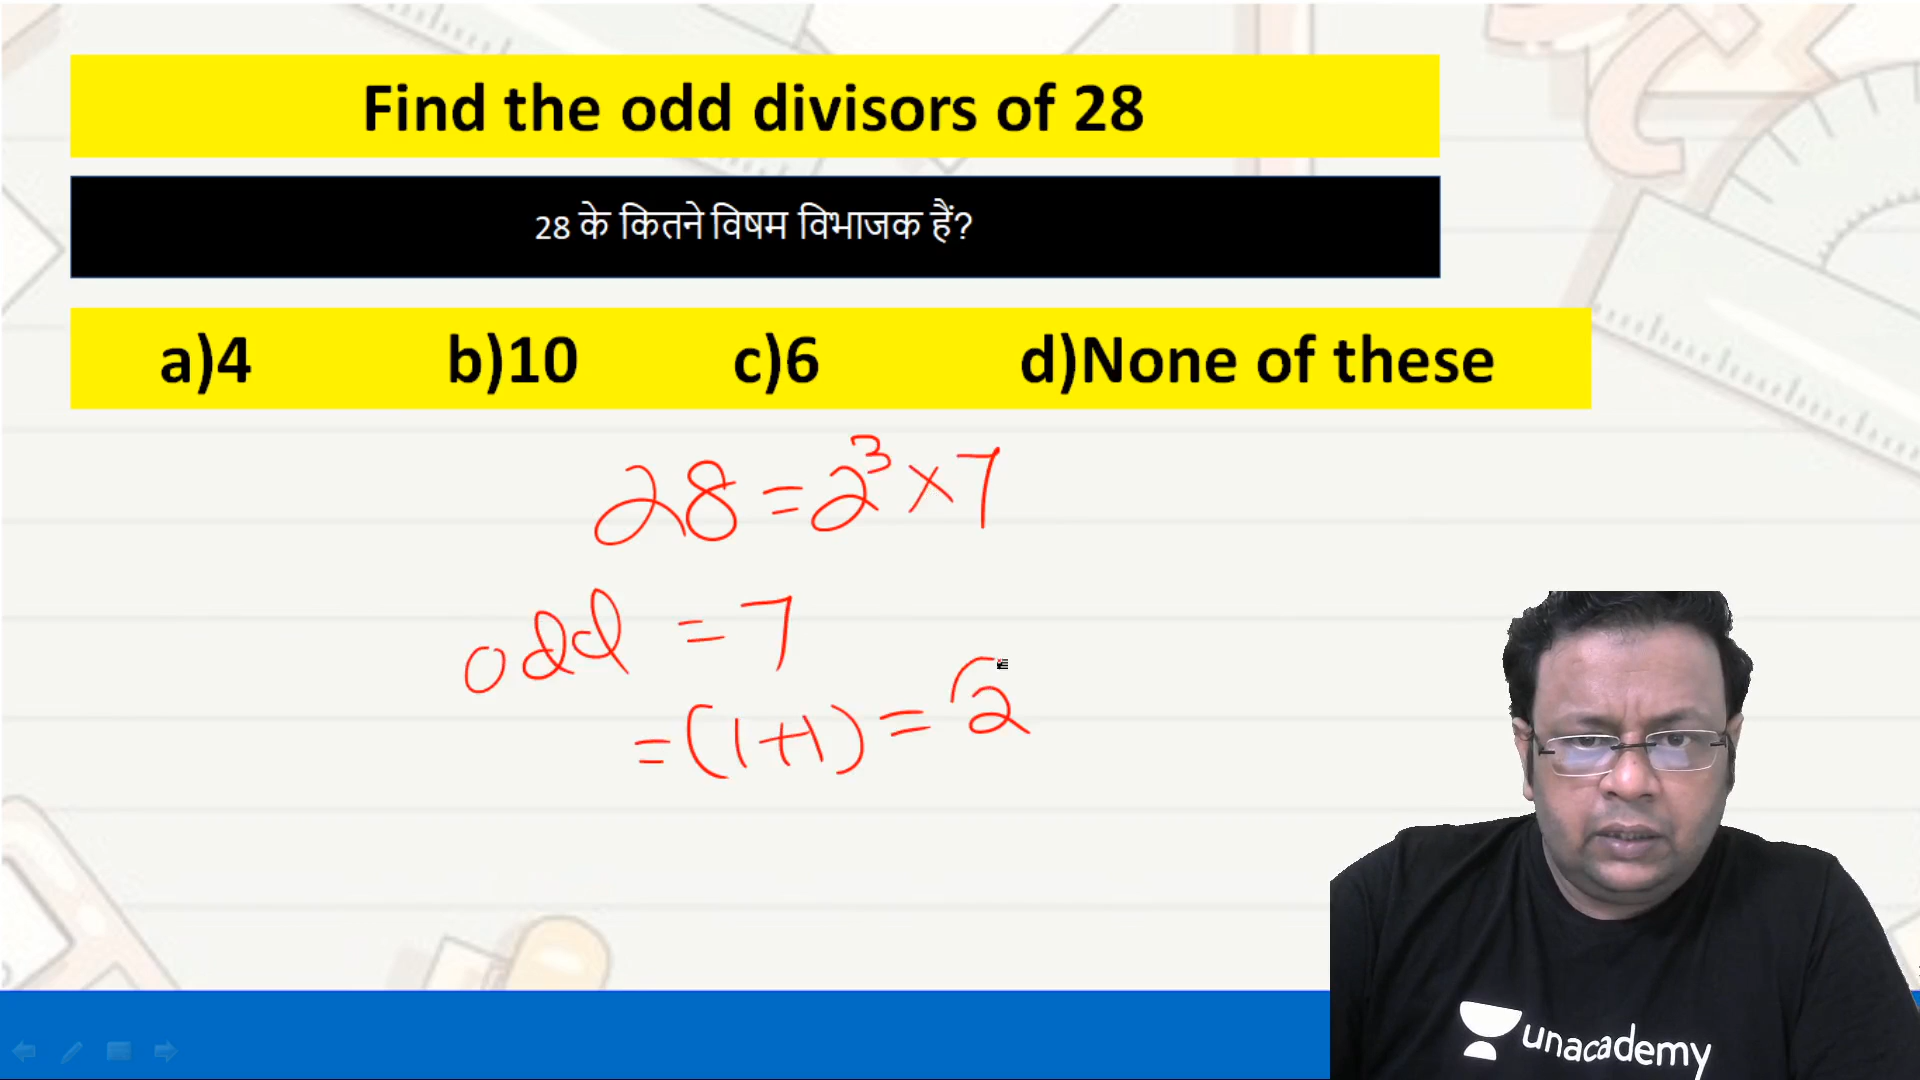 Find the odd divisors of 28
28 के कितने विषम विभाजक हैं?
a)4 b)10 c)6 d)None of these
28 = 2³ × 7
odd = 7
= (1+1) = 2
unacademy